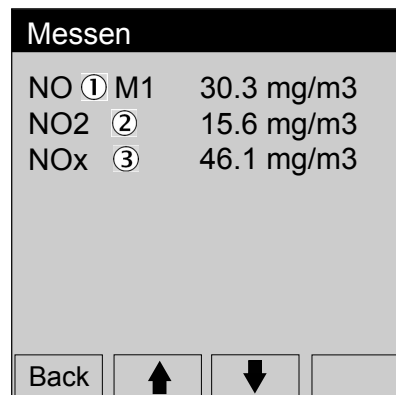 Messen
NO ① M1 30.3 mg/m3
NO2 ② 15.6 mg/m3
NOx ③ 46.1 mg/m3
Back